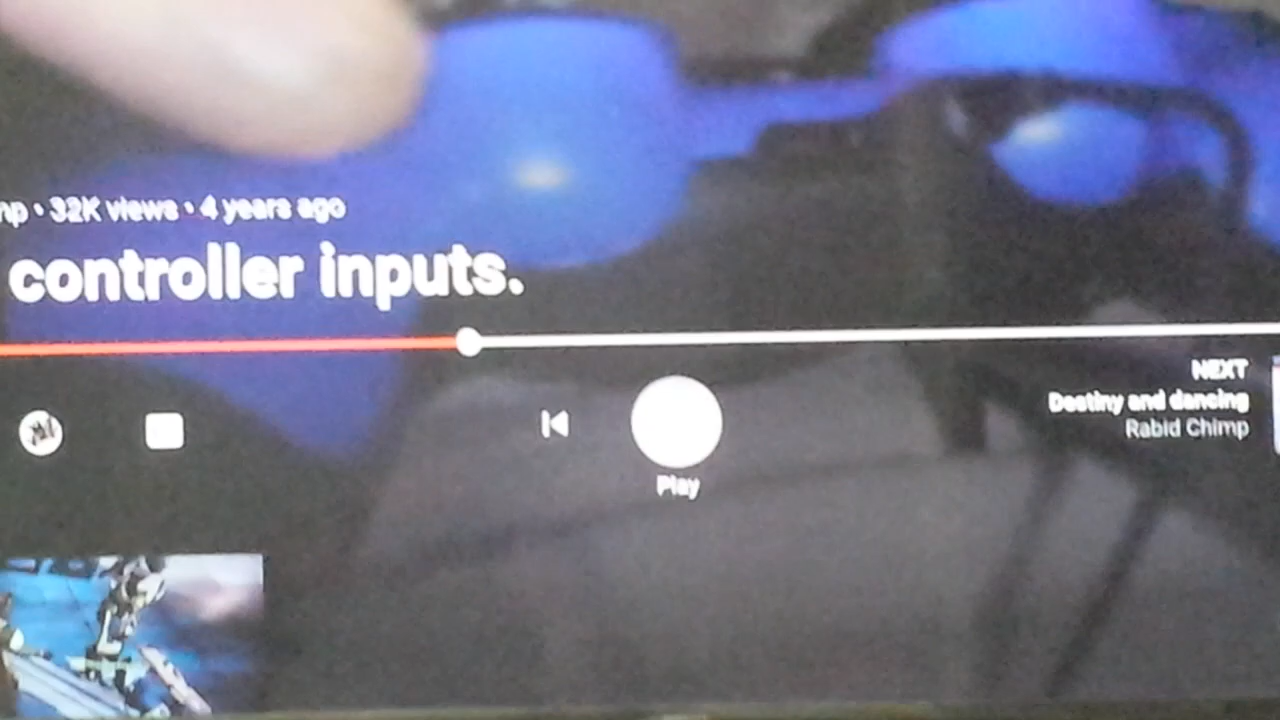 32K views • 4 years ago
controller inputs.
NEXT
Destiny and dancing
Rabid Chimp
Play